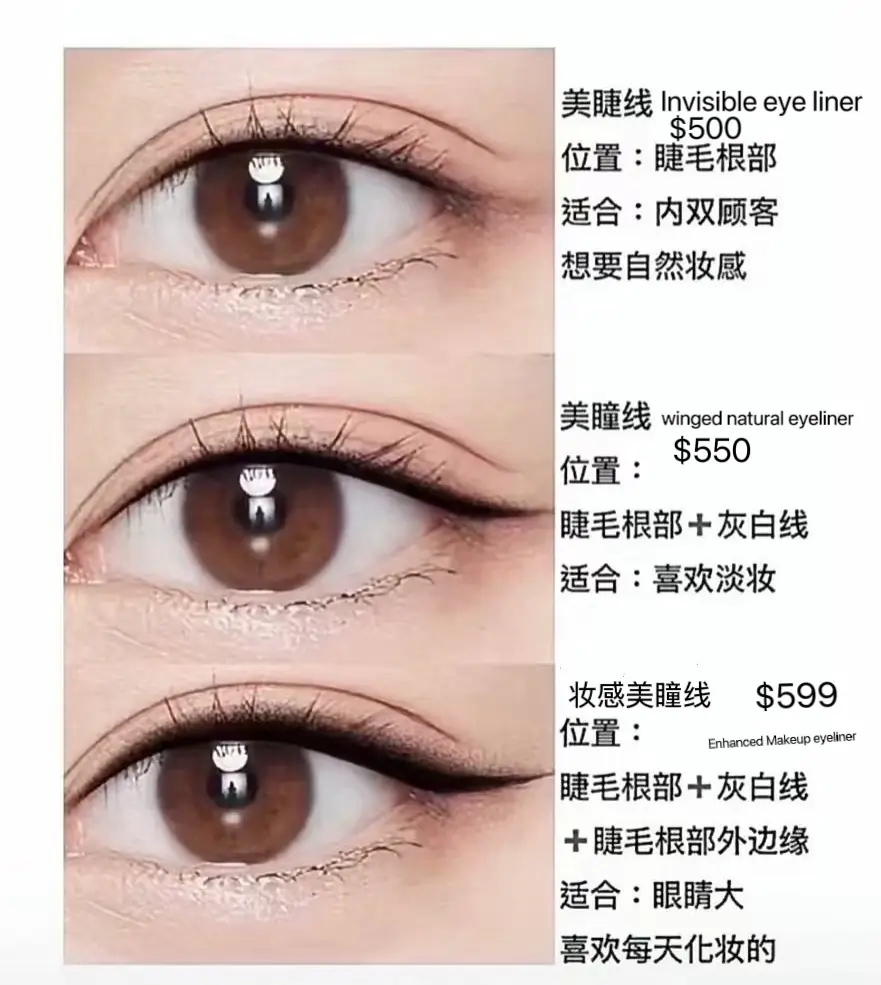 美睫线 Invisible eye liner
$500
位置：睫毛根部
适合：内双顾客
想要自然妆感
美瞳线 winged natural eyeliner
$550
位置：
睫毛根部➕灰白线
适合：喜欢淡妆
妆感美瞳线 $599
位置：
Enhanced Makeup eyeliner
睫毛根部➕灰白线
➕睫毛根部外边缘
适合：眼睛大
喜欢每天化妆的